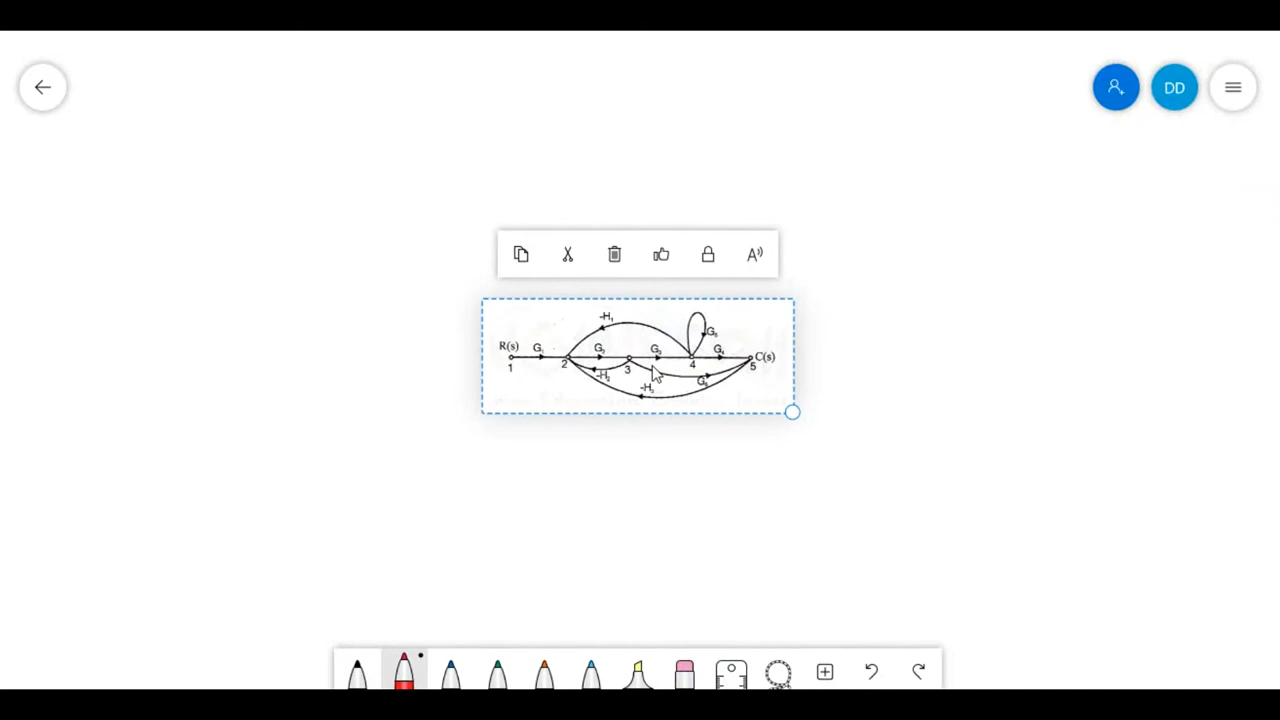 DD
A
-H₁
G₅
R(s) G₁ G₂ G₃ G₄ C(s)
1 2 3 4 5
-H₂ G₆
-H₃